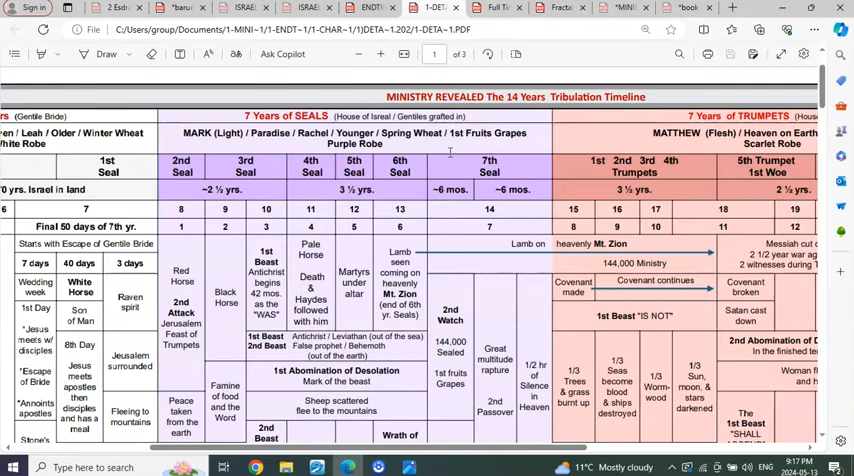 Sign in
2 Esdra
*baruc
ISRAEL
ISRAEL
ENDTI
1-DETA
Full Tim
Fractal
*MINIS
*book
File
C:/Users/group/Documents/1-MINI~1/1-ENDT~1/1-CHAR~1/1)DETA~1.202/1-DETA~1.PDF
Draw
Ask Copilot
1 of 3
MINISTRY REVEALED The 14 Years Tribulation Timeline
rs (Gentile Bride)
7 Years of SEALS (House of Isreal / Gentiles grafted in)
7 Years of TRUMPETS (Hous
en / Leah / Older / Winter Wheat
White Robe
MARK (Light) / Paradise / Rachel / Younger / Spring Wheat / 1st Fruits Grapes
Purple Robe
MATTHEW (Flesh) / Heaven on Earth
Scarlet Robe
1st Seal
2nd Seal
3rd Seal
4th Seal
5th Seal
6th Seal
7th Seal
1st 2nd 3rd 4th Trumpets
5th Trumpet 1st Woe
70 yrs. Israel in land
~2 ½ yrs.
3 ½ yrs.
~6 mos.
~6 mos.
3 ½ yrs.
2 ½ yrs.
6 7 8 9 10 11 12 13 14 15 16 17 18 19
Final 50 days of 7th yr.
1 2 3 4 5 6 7 8 9 10 11 12
Starts with Escape of Gentile Bride
7 days
40 days
3 days
Wedding week
1st Day
*Jesus meets w/ disciples
*Escape of Bride
*Annoints apostles
White Horse
Son of Man
8th Day
Jesus meets apostles then disciples and has a meal
Stone's
Raven spirit
Jerusalem surrounded
Fleeing to mountains
Red Horse
2nd Attack
Jerusalem Feast of Trumpets
Peace taken from the earth
Black Horse
Famine of food and the Word
1st Beast
Antichrist begins 42 mos. as the "WAS"
Pale Horse
Death & Haydes followed with him
Martyrs under altar
Lamb seen coming on heavenly Mt. Zion (end of 6th yr. Seals)
1st Beast Antichrist / Leviathan (out of the sea)
2nd Beast False prophet / Behemoth
(out of the earth)
1st Abomination of Desolation
Mark of the beast
Sheep scattered
flee to the mountains
2nd Beast
Wrath of
Lamb on heavenly Mt. Zion
144,000 Ministry
2nd Watch
144,000 Sealed
1st fruits Grapes
Great multitude rapture
2nd Passover
1/2 hr of Silence in Heaven
Covenant made
Covenant continues
1st Beast "IS NOT"
1/3 Trees & grass burnt up
1/3 Seas become blood & ships destroyed
1/3 Worm-wood
1/3 Sun, moon, & stars darkened
Messiah cut o
2 1/2 year war ag
2 witnesses during T
Covenant broken
Satan cast down
2nd Abomination of D
In the finished te
Woman fl
and h
The 1st Beast "SHALL
Type here to search
11°C Mostly cloudy
ENG
9:17 PM
2024-05-13